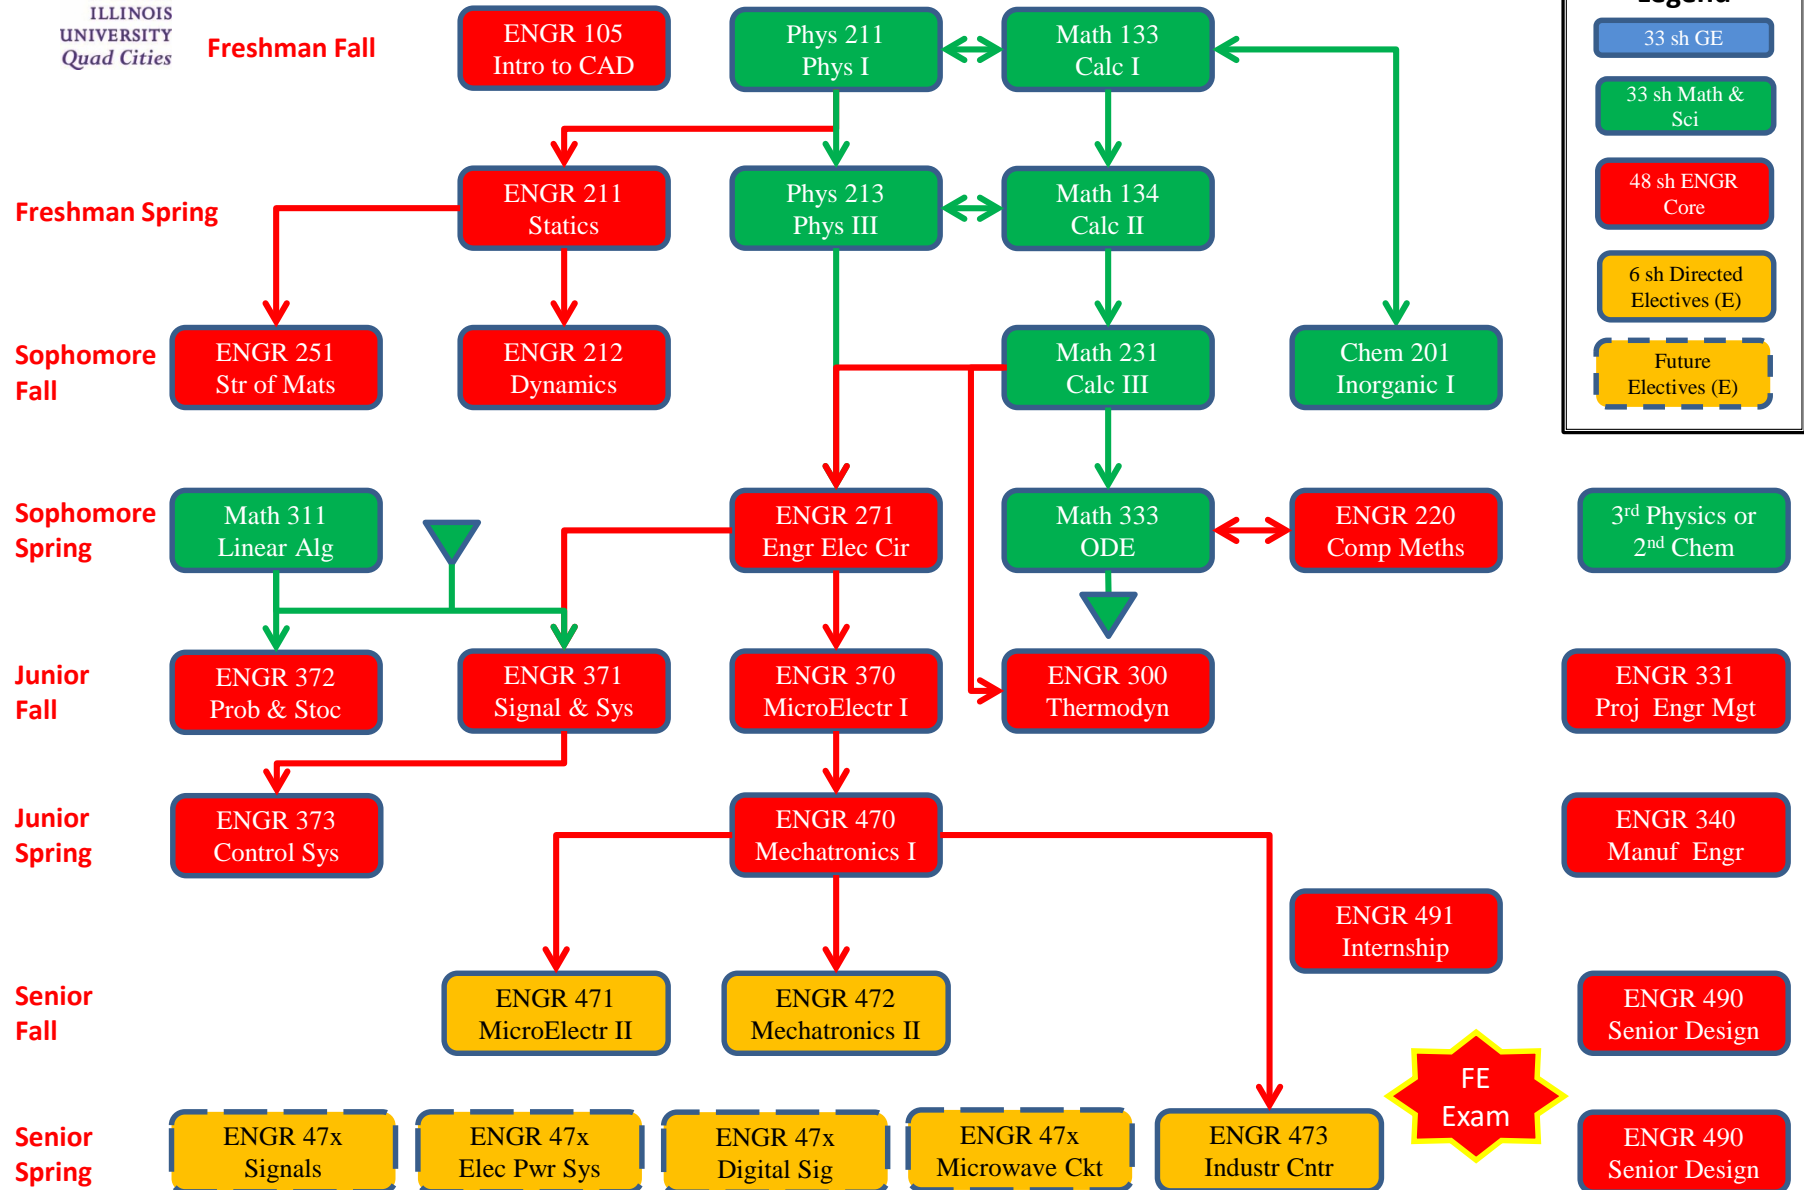 ILLINOIS
UNIVERSITY
Quad Cities
Freshman Fall
ENGR 105
Intro to CAD
Phys 211
Phys I
Math 133
Calc I
Legend
33 sh GE
33 sh Math &
Sci
48 sh ENGR
Core
6 sh Directed
Electives (E)
Future
Electives (E)
Freshman Spring
ENGR 211
Statics
Phys 213
Phys III
Math 134
Calc II
Sophomore
Fall
ENGR 251
Str of Mats
ENGR 212
Dynamics
Math 231
Calc III
Chem 201
Inorganic I
Sophomore
Spring
Math 311
Linear Alg
ENGR 271
Engr Elec Cir
Math 333
ODE
ENGR 220
Comp Meths
3rd Physics or
2nd Chem
Junior
Fall
ENGR 372
Prob & Stoc
ENGR 371
Signal & Sys
ENGR 370
MicroElectr I
ENGR 300
Thermodyn
ENGR 331
Proj Engr Mgt
Junior
Spring
ENGR 373
Control Sys
ENGR 470
Mechatronics I
ENGR 340
Manuf Engr
ENGR 491
Internship
Senior
Fall
ENGR 471
MicroElectr II
ENGR 472
Mechatronics II
ENGR 490
Senior Design
FE
Exam
Senior
Spring
ENGR 47x
Signals
ENGR 47x
Elec Pwr Sys
ENGR 47x
Digital Sig
ENGR 47x
Microwave Ckt
ENGR 473
Industr Cntr
ENGR 490
Senior Design